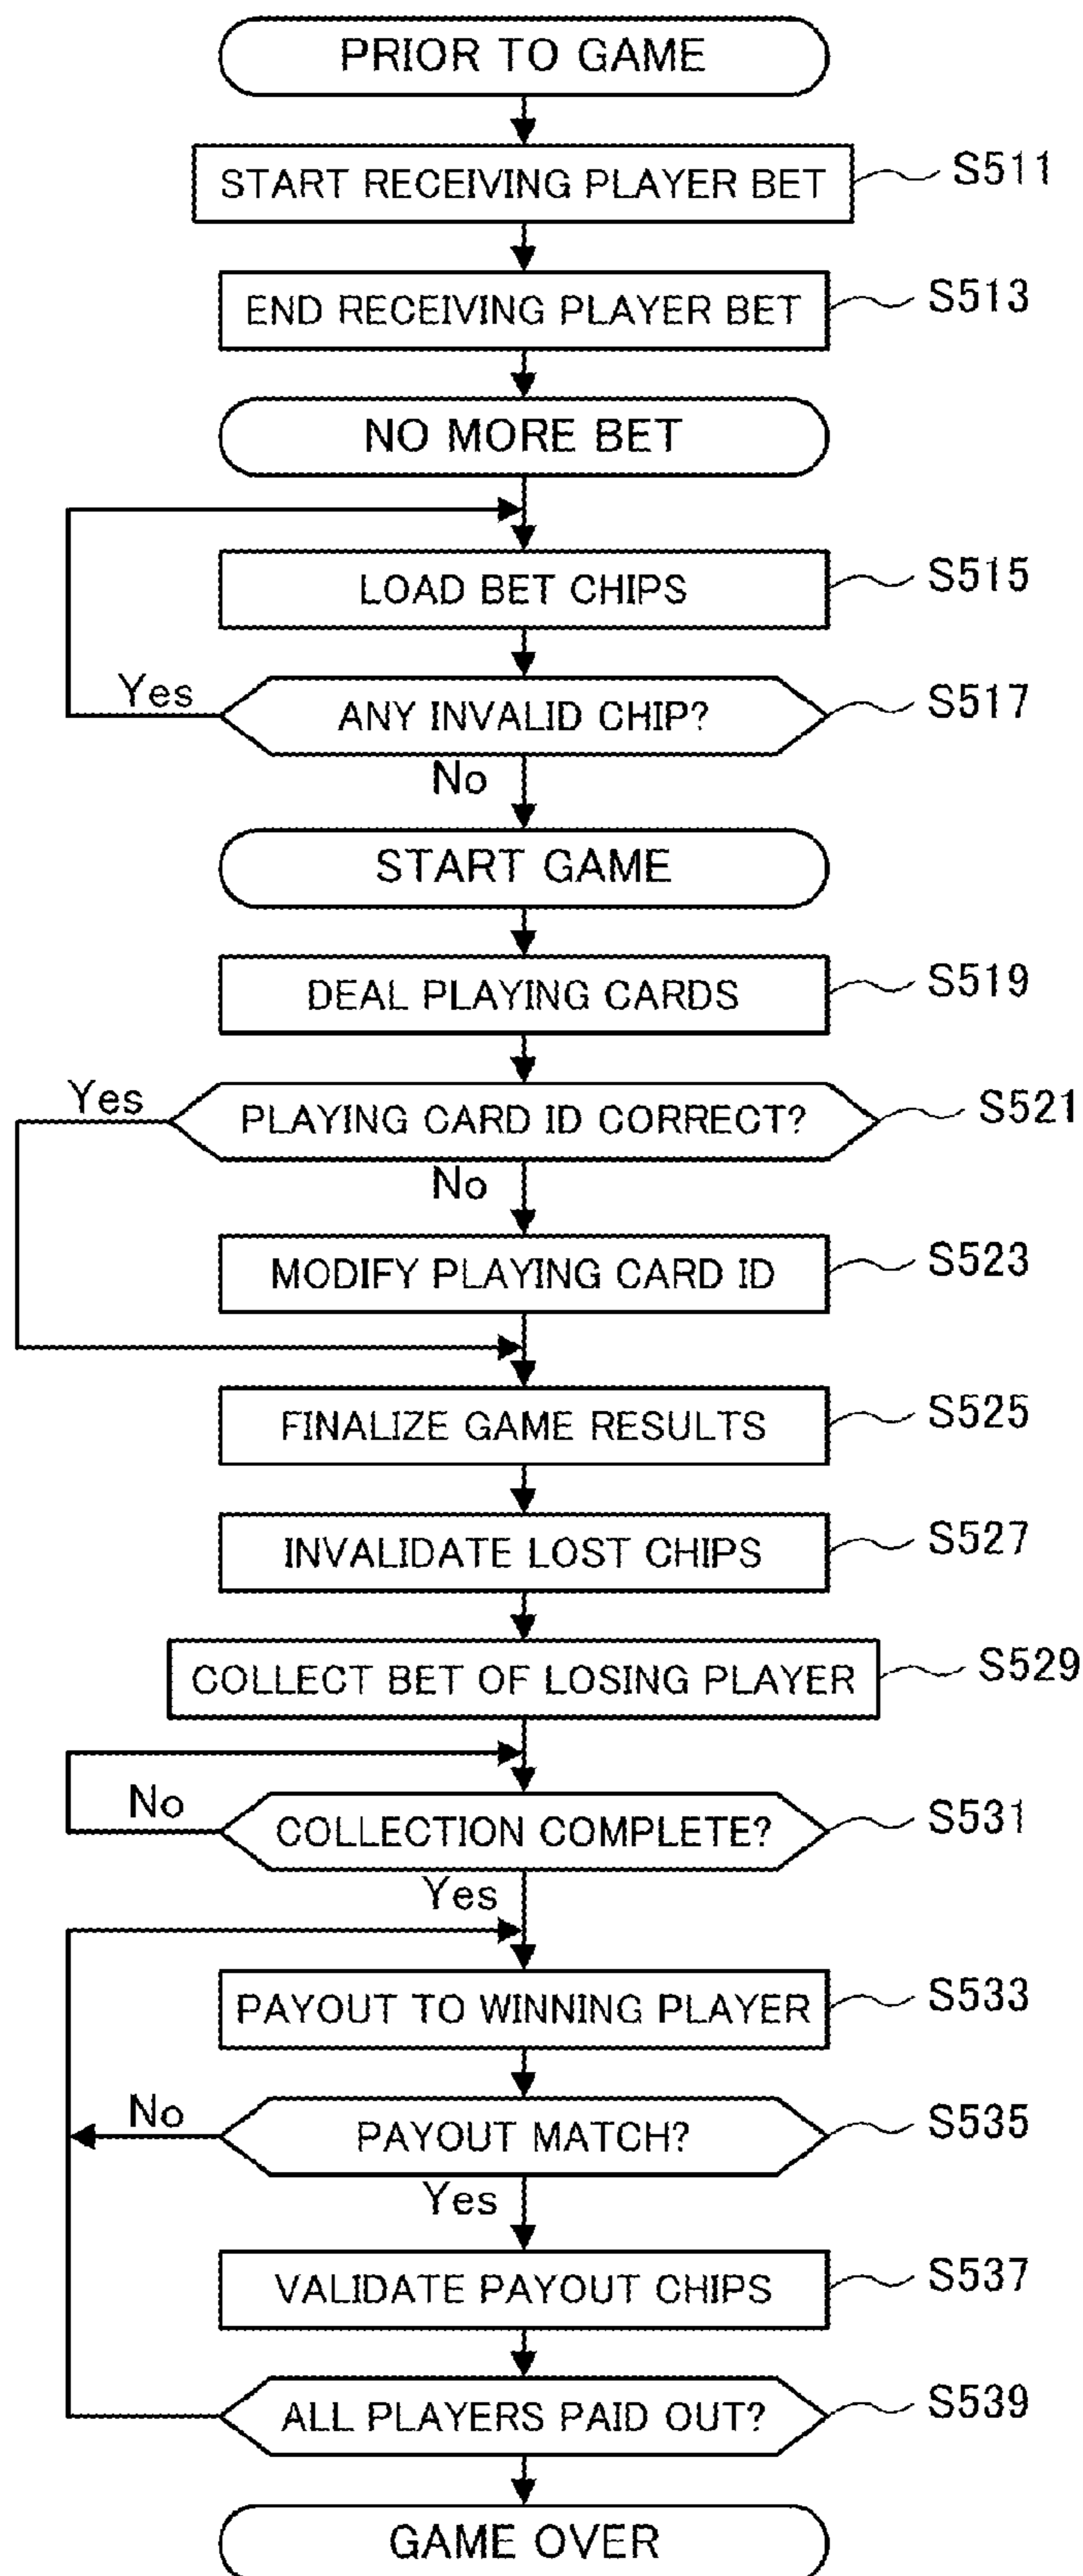 PRIOR TO GAME
START RECEIVING PLAYER BET
S511
END RECEIVING PLAYER BET
S513
NO MORE BET
LOAD BET CHIPS
S515
Yes
ANY INVALID CHIP?
S517
No
START GAME
DEAL PLAYING CARDS
S519
Yes
PLAYING CARD ID CORRECT?
S521
No
MODIFY PLAYING CARD ID
S523
FINALIZE GAME RESULTS
S525
INVALIDATE LOST CHIPS
S527
COLLECT BET OF LOSING PLAYER
S529
No
COLLECTION COMPLETE?
S531
Yes
PAYOUT TO WINNING PLAYER
S533
No
PAYOUT MATCH?
S535
Yes
VALIDATE PAYOUT CHIPS
S537
ALL PLAYERS PAID OUT?
S539
GAME OVER